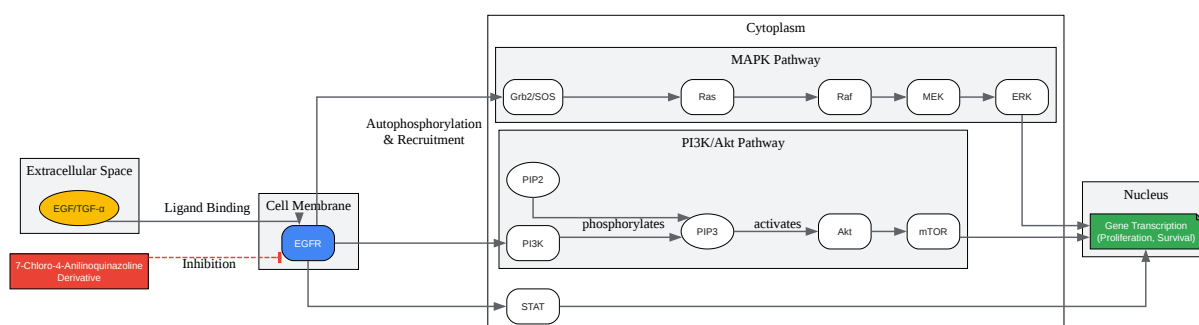 Cytoplasm
MAPK Pathway
Grb2/SOS
Ras
Raf
MEK
ERK
Autophosphorylation
& Recruitment
PI3K/Akt Pathway
Extracellular Space
EGF/TGF-α
Ligand Binding
Cell Membrane
EGFR
PIP2
PI3K
phosphorylates
PIP3
activates
Akt
mTOR
Nucleus
Gene Transcription
(Proliferation, Survival)
7-Chloro-4-Anilinoquinazoline
Derivative
Inhibition
STAT